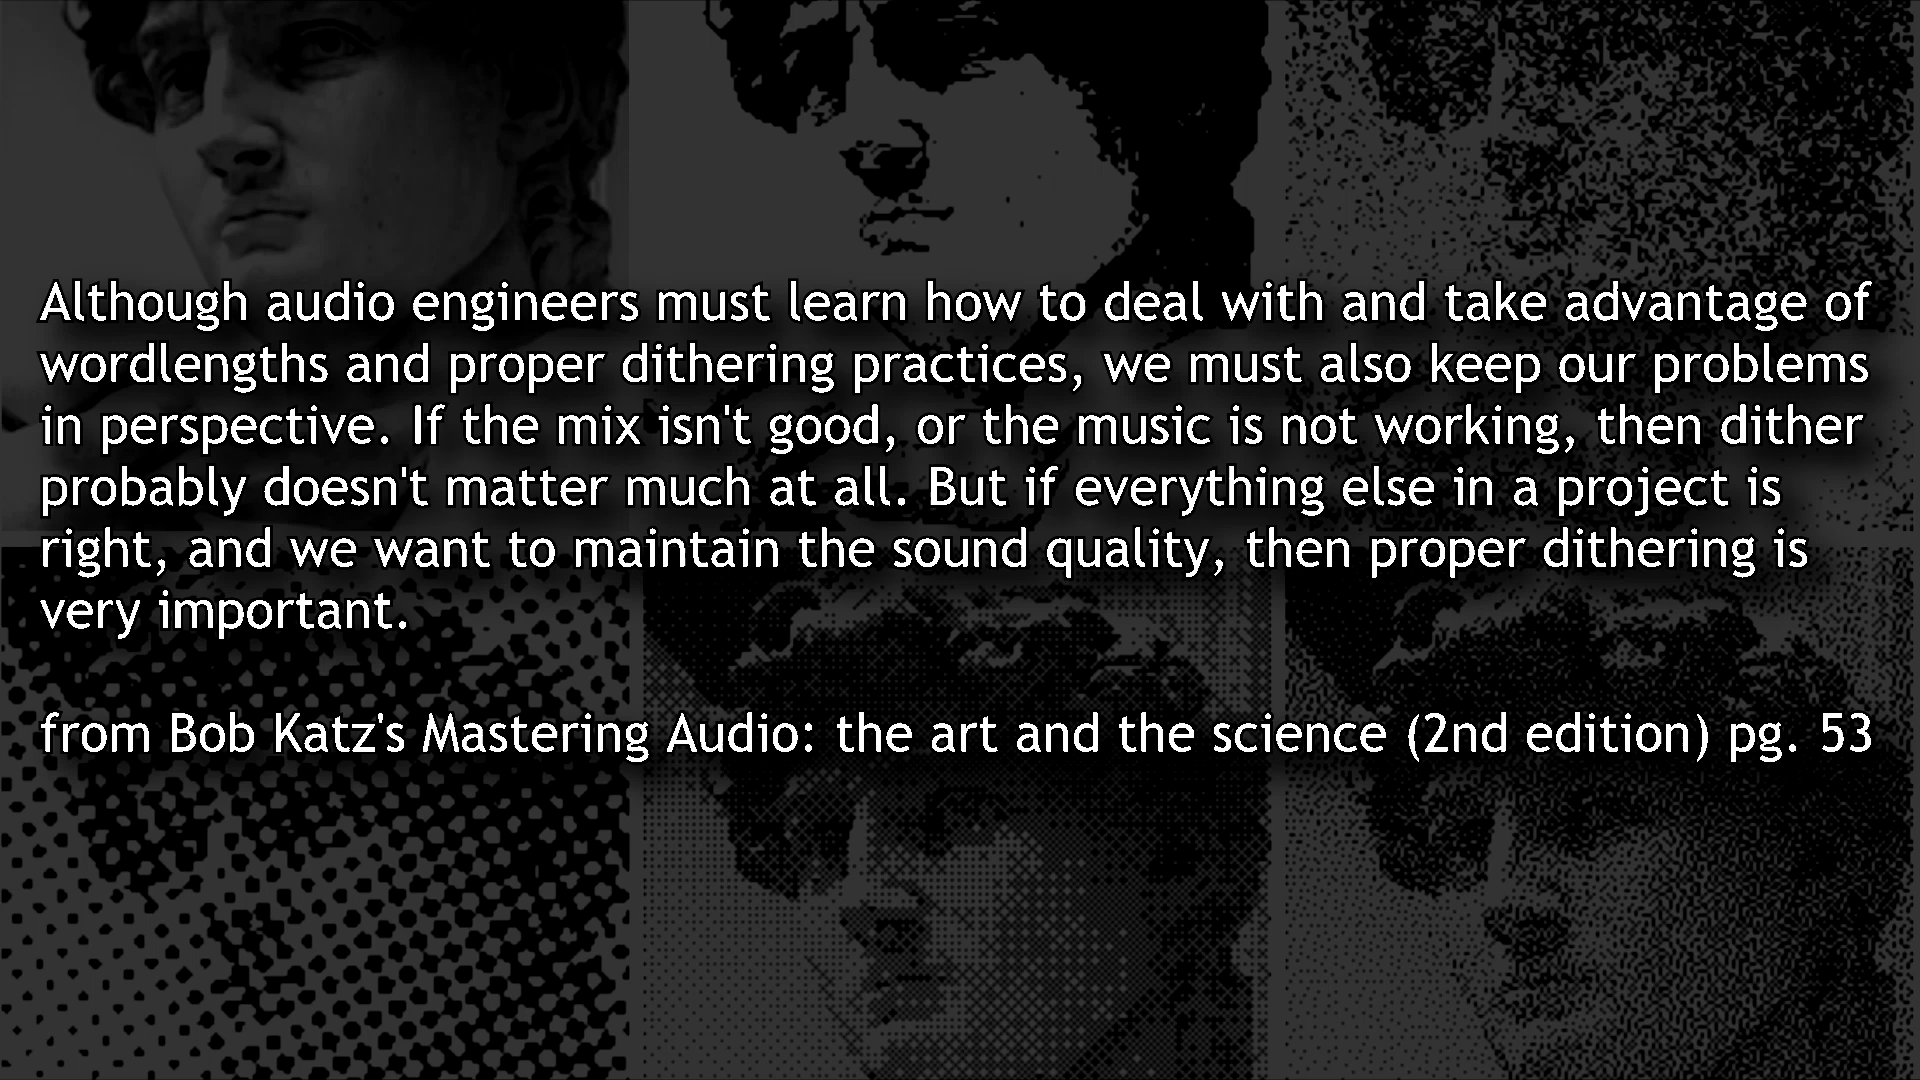 Although audio engineers must learn how to deal with and take advantage of
wordlengths and proper dithering practices, we must also keep our problems
in perspective. If the mix isn't good, or the music is not working, then dither
probably doesn't matter much at all. But if everything else in a project is
right, and we want to maintain the sound quality, then proper dithering is
very important.
from Bob Katz's Mastering Audio: the art and the science (2nd edition) pg. 53